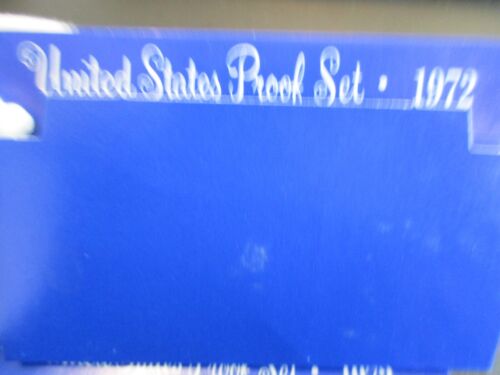 United States Proof Set • 1972